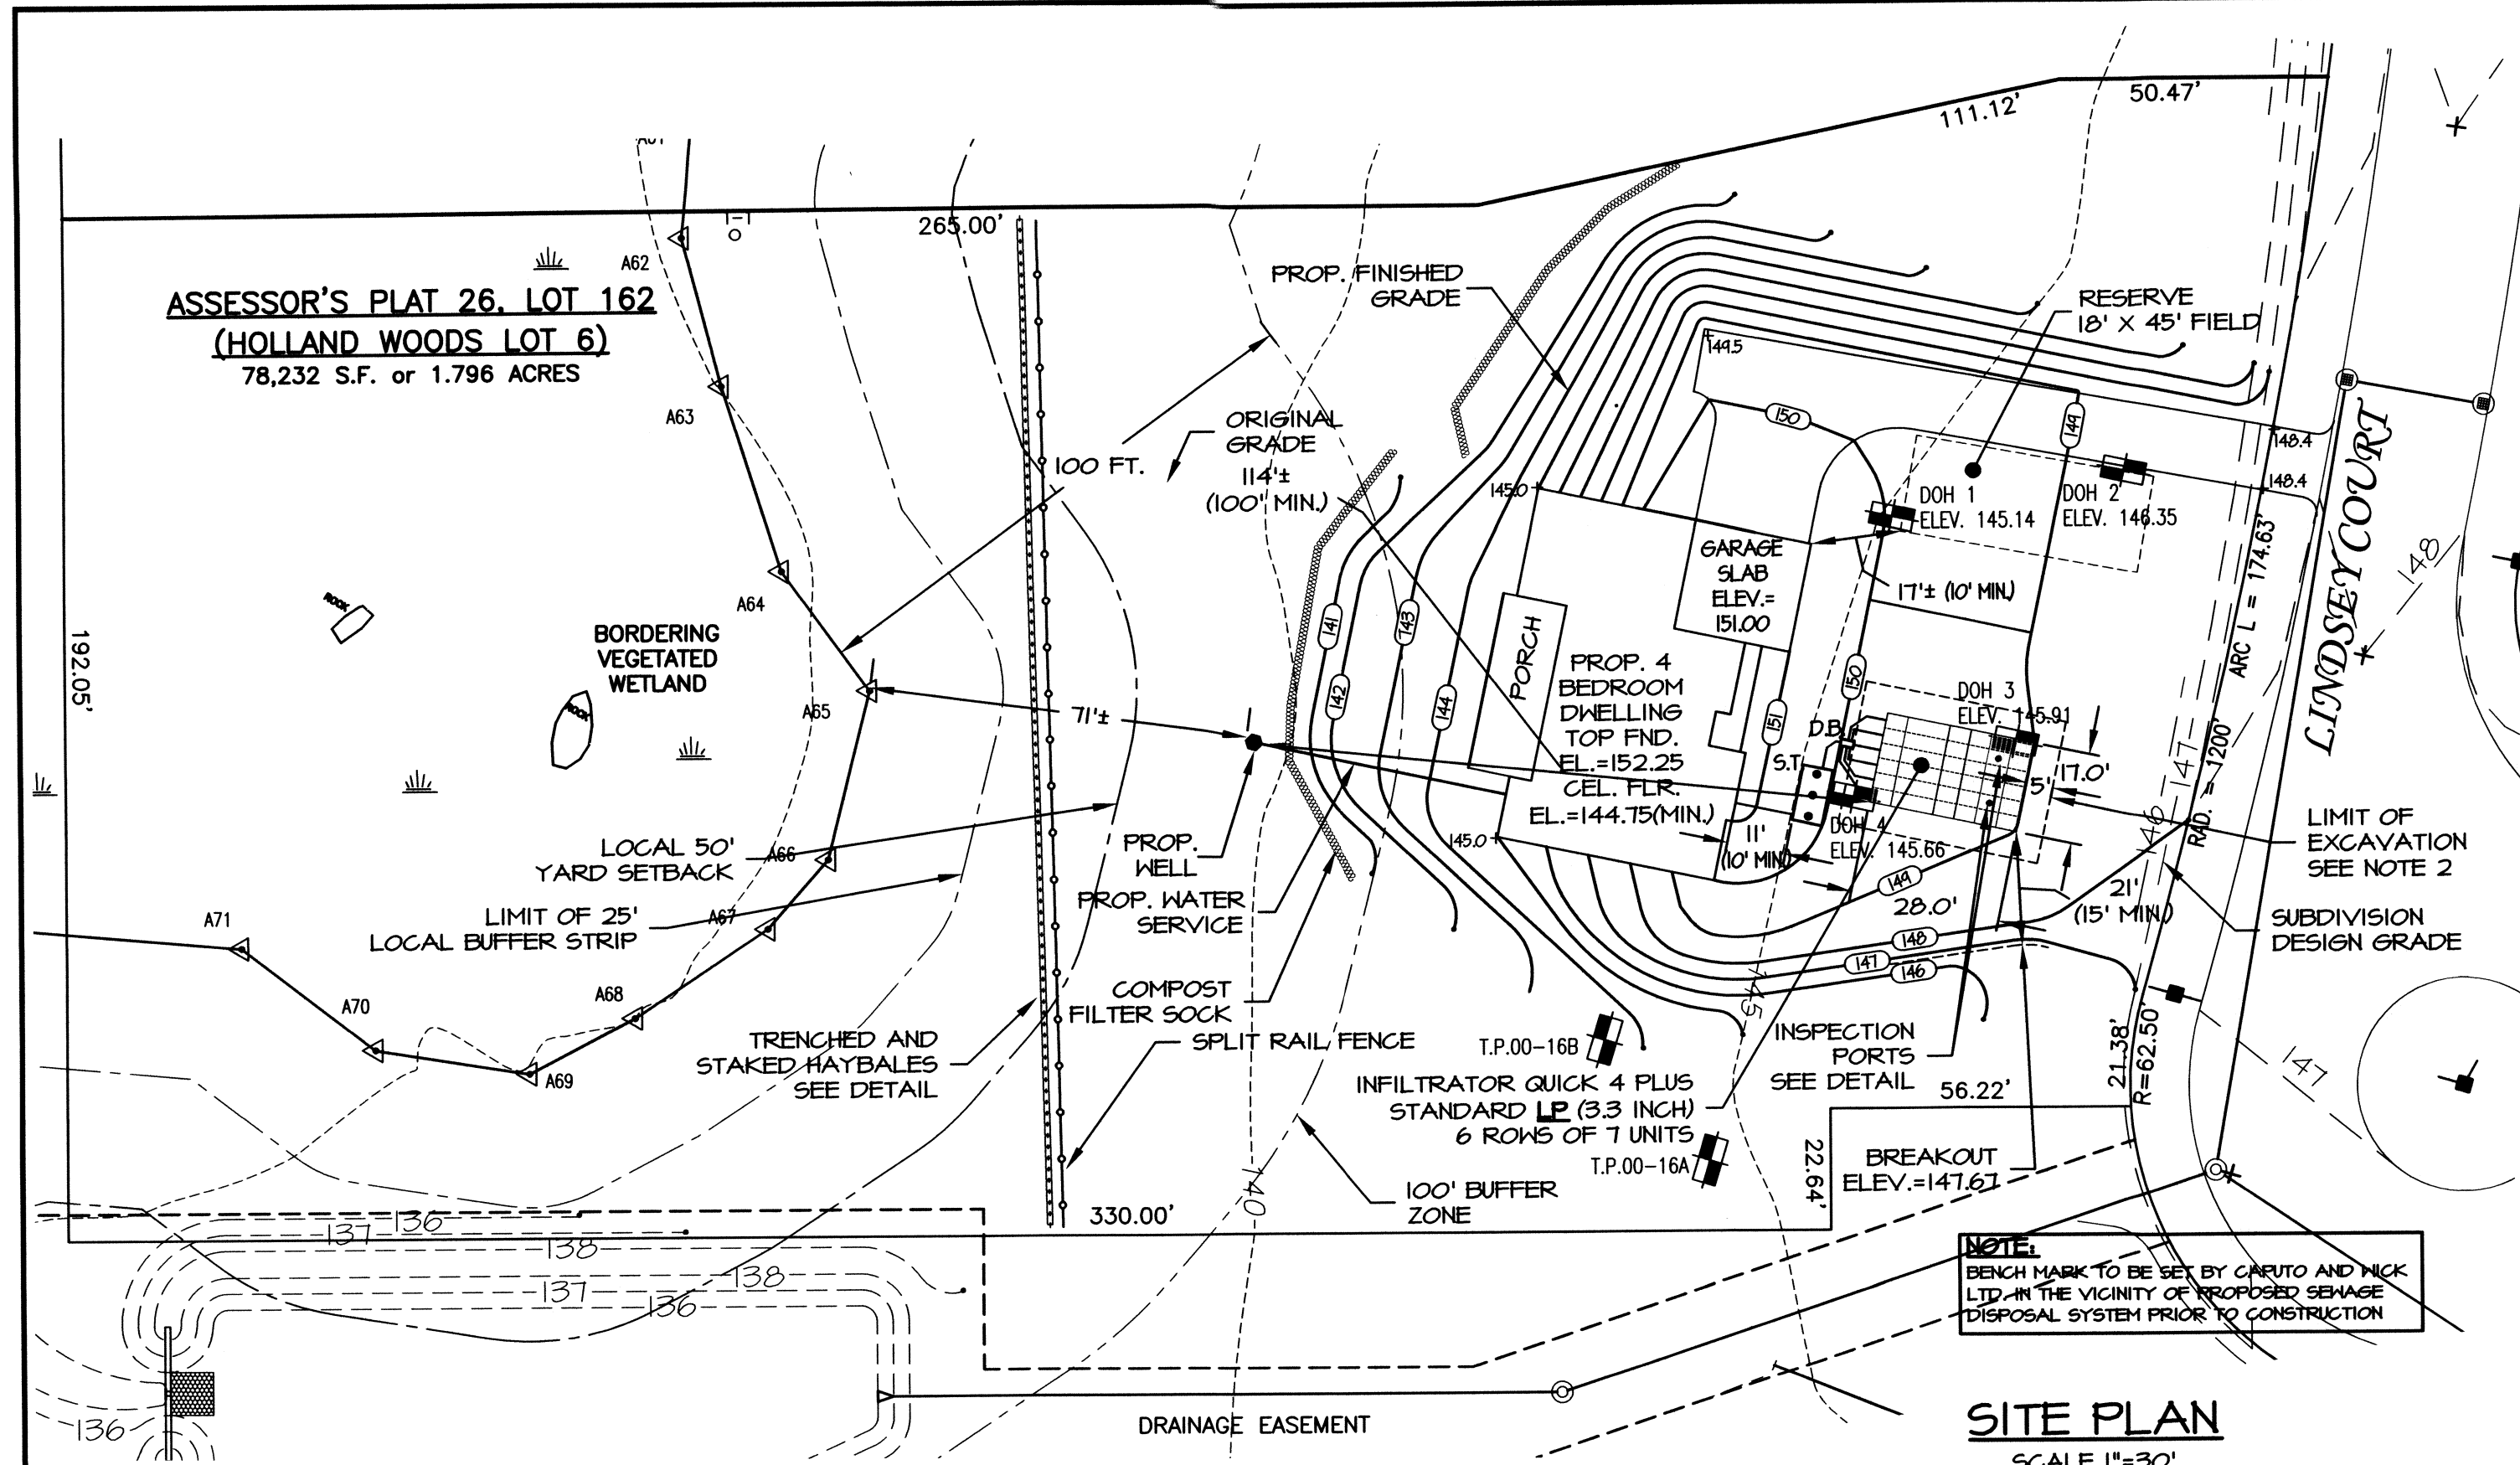 50.47'
111.12'
265.00'
A62
ASSESSOR'S PLAT 26, LOT 162
(HOLLAND WOODS LOT 6)
78,232 S.F. or 1.796 ACRES
PROP. FINISHED
GRADE
RESERVE
18' X 45' FIELD
149.5
A63
ORIGINAL
GRADE
100 FT.
114'±
(100' MIN.)
150
149
148.4
148.4
145.0
DOH 1
ELEV. 145.14
DOH 2
ELEV. 146.35
LINDSEY COURT
ARC L = 174.63'
RAD. = 1200'
148
GARAGE
SLAB
ELEV.=
151.00
17'± (10' MIN.)
A64
ROCK
192.05'
BORDERING
VEGETATED
WETLAND
ROCK
A65
71'±
141
142
143
144
PORCH
PROP. 4
BEDROOM
DWELLING
TOP FND.
EL.=152.25
CEL. FLR.
EL.=144.75(MIN.)
150
151
D.B.
S.T.
DOH 3
ELEV. 145.91
17.0'
5'
DOH 4
ELEV. 145.66
11'
(10' MIN.)
145.0
147
146
LIMIT OF
EXCAVATION
SEE NOTE 2
LOCAL 50'
YARD SETBACK
A66
PROP.
WELL
PROP. WATER
SERVICE
LIMIT OF 25'
LOCAL BUFFER STRIP
A67
A71
149
28.0'
21'
(15' MIN.)
SUBDIVISION
DESIGN GRADE
148
147
146
145
COMPOST
FILTER SOCK
A68
A70
A69
TRENCHED AND
STAKED HAYBALES
SEE DETAIL
SPLIT RAIL FENCE
T.P.00-16B
INSPECTION
PORTS
SEE DETAIL
INFILTRATOR QUICK 4 PLUS
STANDARD LP (3.3 INCH)
6 ROWS OF 7 UNITS
T.P.00-16A
56.22'
21.38'
R=62.50'
147
22.64'
BREAKOUT
ELEV.=147.67
100' BUFFER
ZONE
140
330.00'
136
137
138
138
137
136
136
NOTE:
BENCH MARK TO BE SET BY CAPUTO AND WICK
LTD. IN THE VICINITY OF PROPOSED SEWAGE
DISPOSAL SYSTEM PRIOR TO CONSTRUCTION
DRAINAGE EASEMENT
SITE PLAN
SCALE 1"=30'